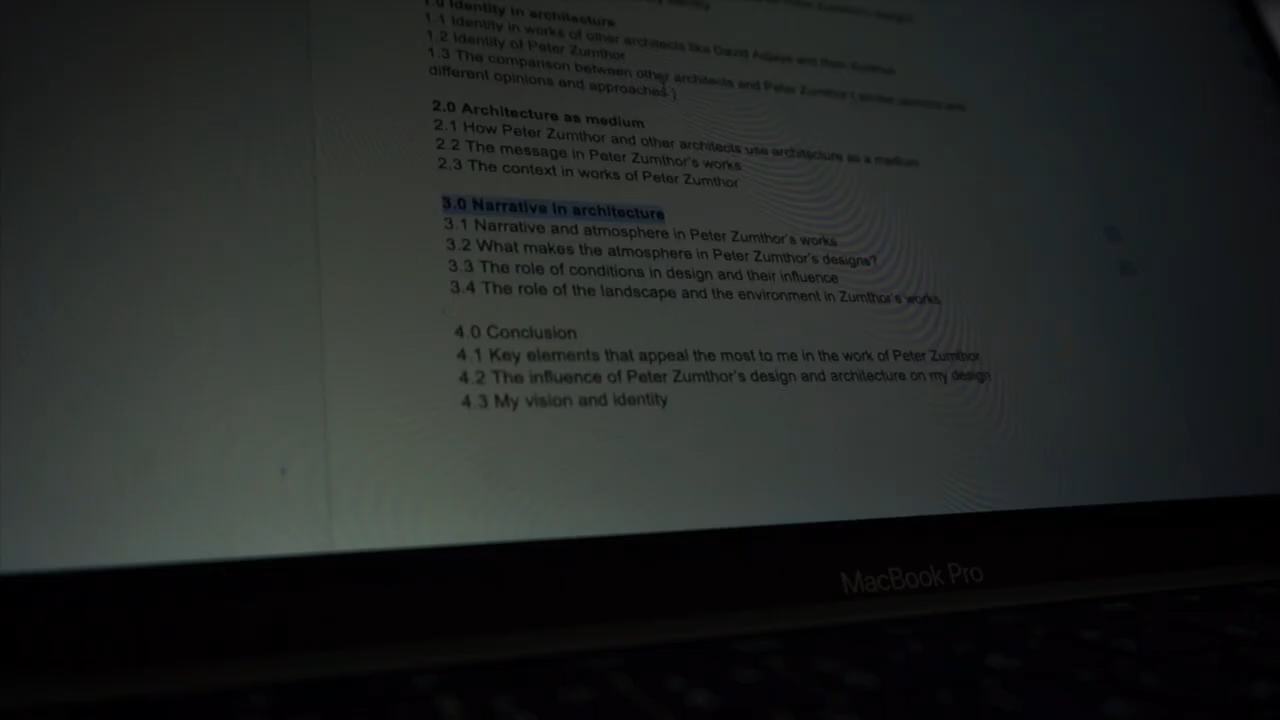 1.0 Identity in architecture
1.1 Identity in works of other architects like David Adjaye and their
1.2 Identity of Peter Zumthor
1.3 The comparison between other architects and Peter Zumthor (
different opinions and approaches )
2.0 Architecture as medium
2.1 How Peter Zumthor and other architects use architecture as a medium
2.2 The message in Peter Zumthor's works
2.3 The context in works of Peter Zumthor
3.0 Narrative in architecture
3.1 Narrative and atmosphere in Peter Zumthor's works
3.2 What makes the atmosphere in Peter Zumthor's designs?
3.3 The role of conditions in design and their influence
3.4 The role of the landscape and the environment in Zumthor's works
4.0 Conclusion
4.1 Key elements that appeal the most to me in the work of Peter Zumthor
4.2 The influence of Peter Zumthor's design and architecture on my design
4.3 My vision and identity
MacBook Pro